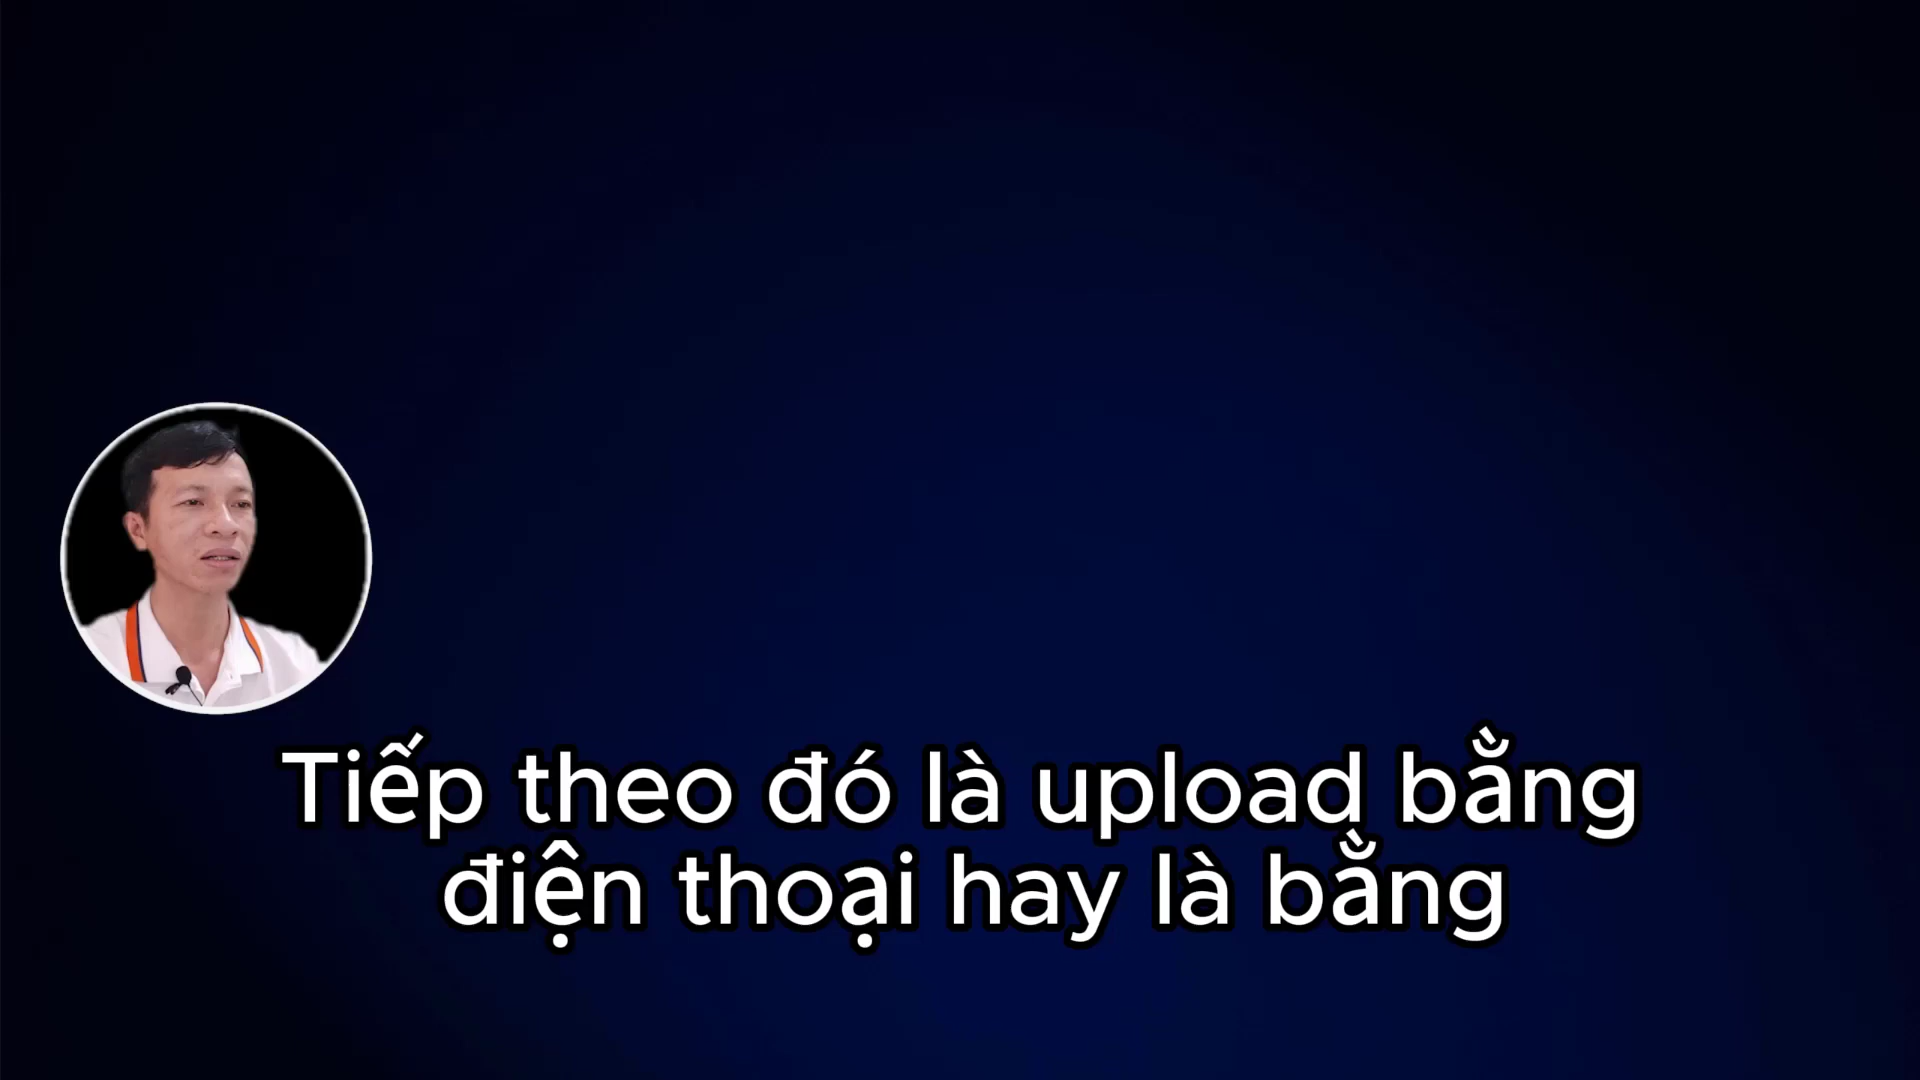 Tiếp theo đó là upload bằng
điện thoại hay là bằng